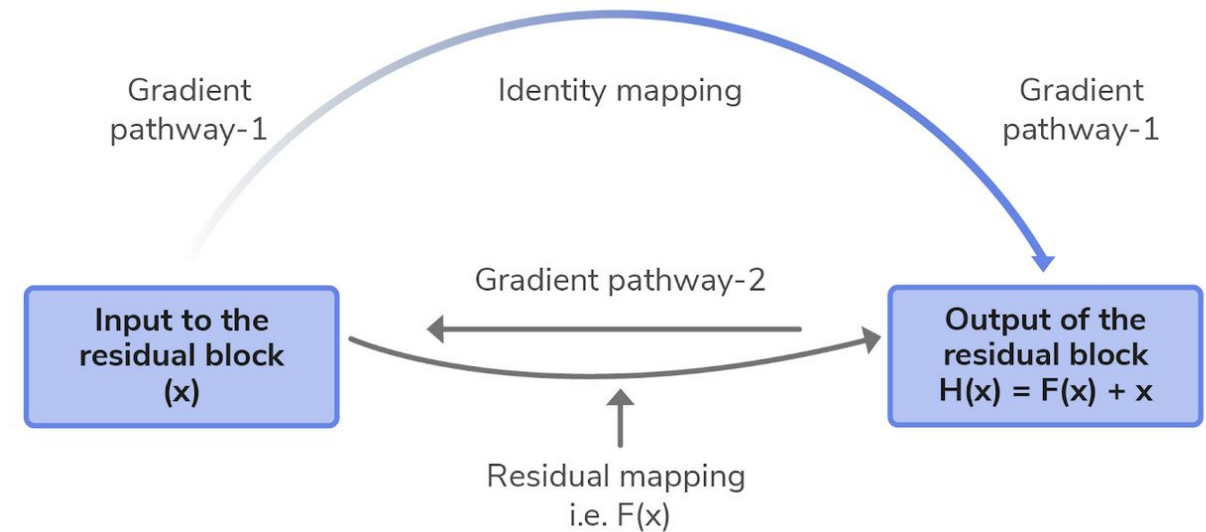 Gradient
pathway-1
Identity mapping
Gradient
pathway-1
Gradient pathway-2
Input to the
residual block
(x)
Output of the
residual block
H(x) = F(x) + x
Residual mapping
i.e. F(x)